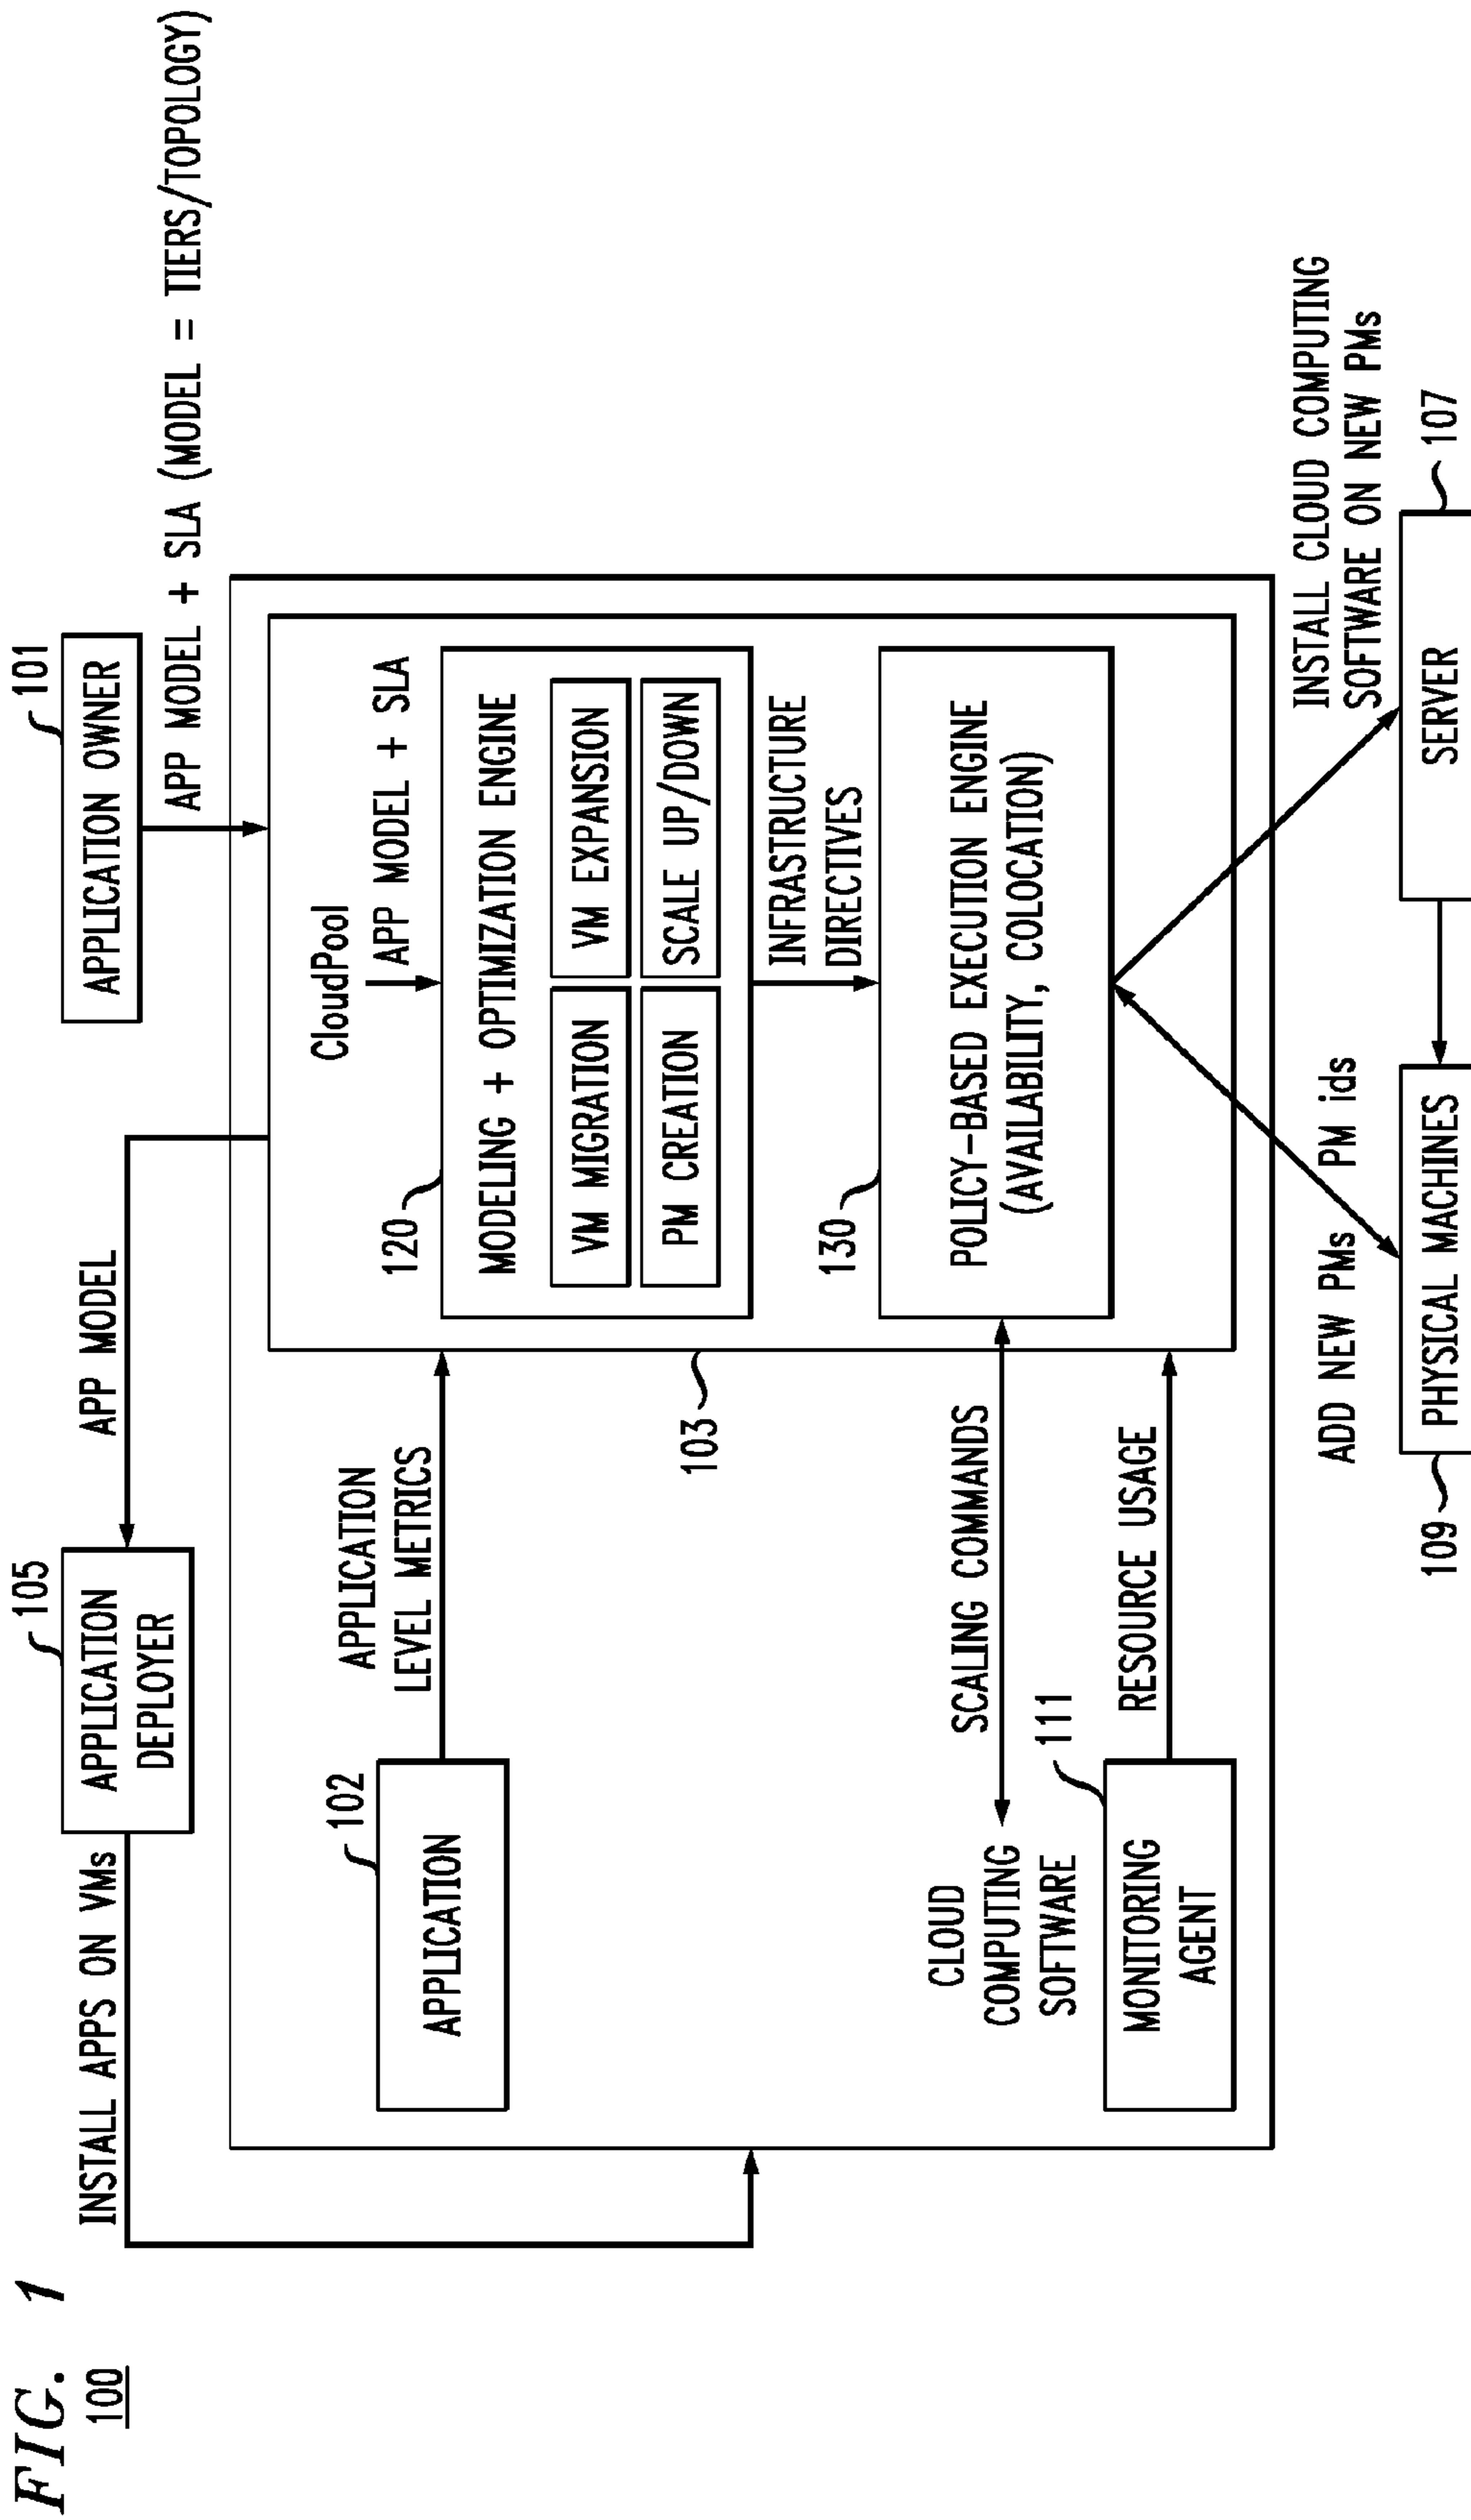 FIG. 1
100
INSTALL APPS ON VMs
105
APPLICATION
DEPLOYER
APP MODEL
101
APPLICATION OWNER
APP MODEL + SLA (MODEL = TIERS/TOPOLOGY)
102
APPLICATION
APPLICATION
LEVEL METRICS
CloudPool
APP MODEL + SLA
120
MODELING + OPTIMIZATION ENGINE
VM MIGRATION
VM EXPANSION
PM CREATION
SCALE UP/DOWN
103
INFRASTRUCTURE
DIRECTIVES
130
POLICY-BASED EXECUTION ENGINE
(AVAILABILITY, COLOCATION)
CLOUD
COMPUTING
SOFTWARE
SCALING COMMANDS
111
MONITORING
AGENT
RESOURCE USAGE
ADD NEW PMs
PM ids
INSTALL CLOUD COMPUTING
SOFTWARE ON NEW PMs
109
PHYSICAL MACHINES
SERVER
107